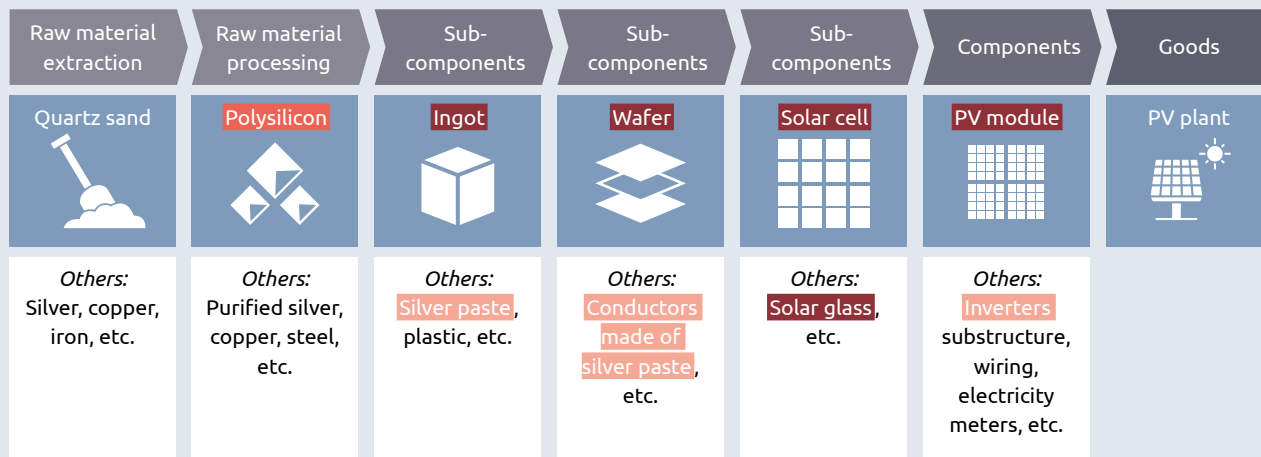 Raw material
extraction
Raw material
processing
Sub-
components
Sub-
components
Sub-
components
Components
Goods
Quartz sand
Polysilicon
Ingot
Wafer
Solar cell
PV module
PV plant
Others:
Silver, copper,
iron, etc.
Others:
Purified silver,
copper, steel,
etc.
Others:
Silver paste,
plastic, etc.
Others:
Conductors
made of
silver paste,
etc.
Others:
Solar glass,
etc.
Others:
Inverters
substructure,
wiring,
electricity
meters, etc.